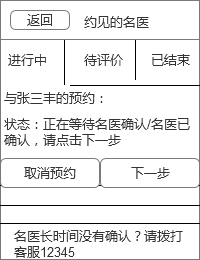 返回 约见的名医
进行中 待评价 已结束
与张三丰的预约：
状态：正在等待名医确认/名医已
确认，请点击下一步
取消预约 下一步
名医长时间没有确认？请拨打
客服12345